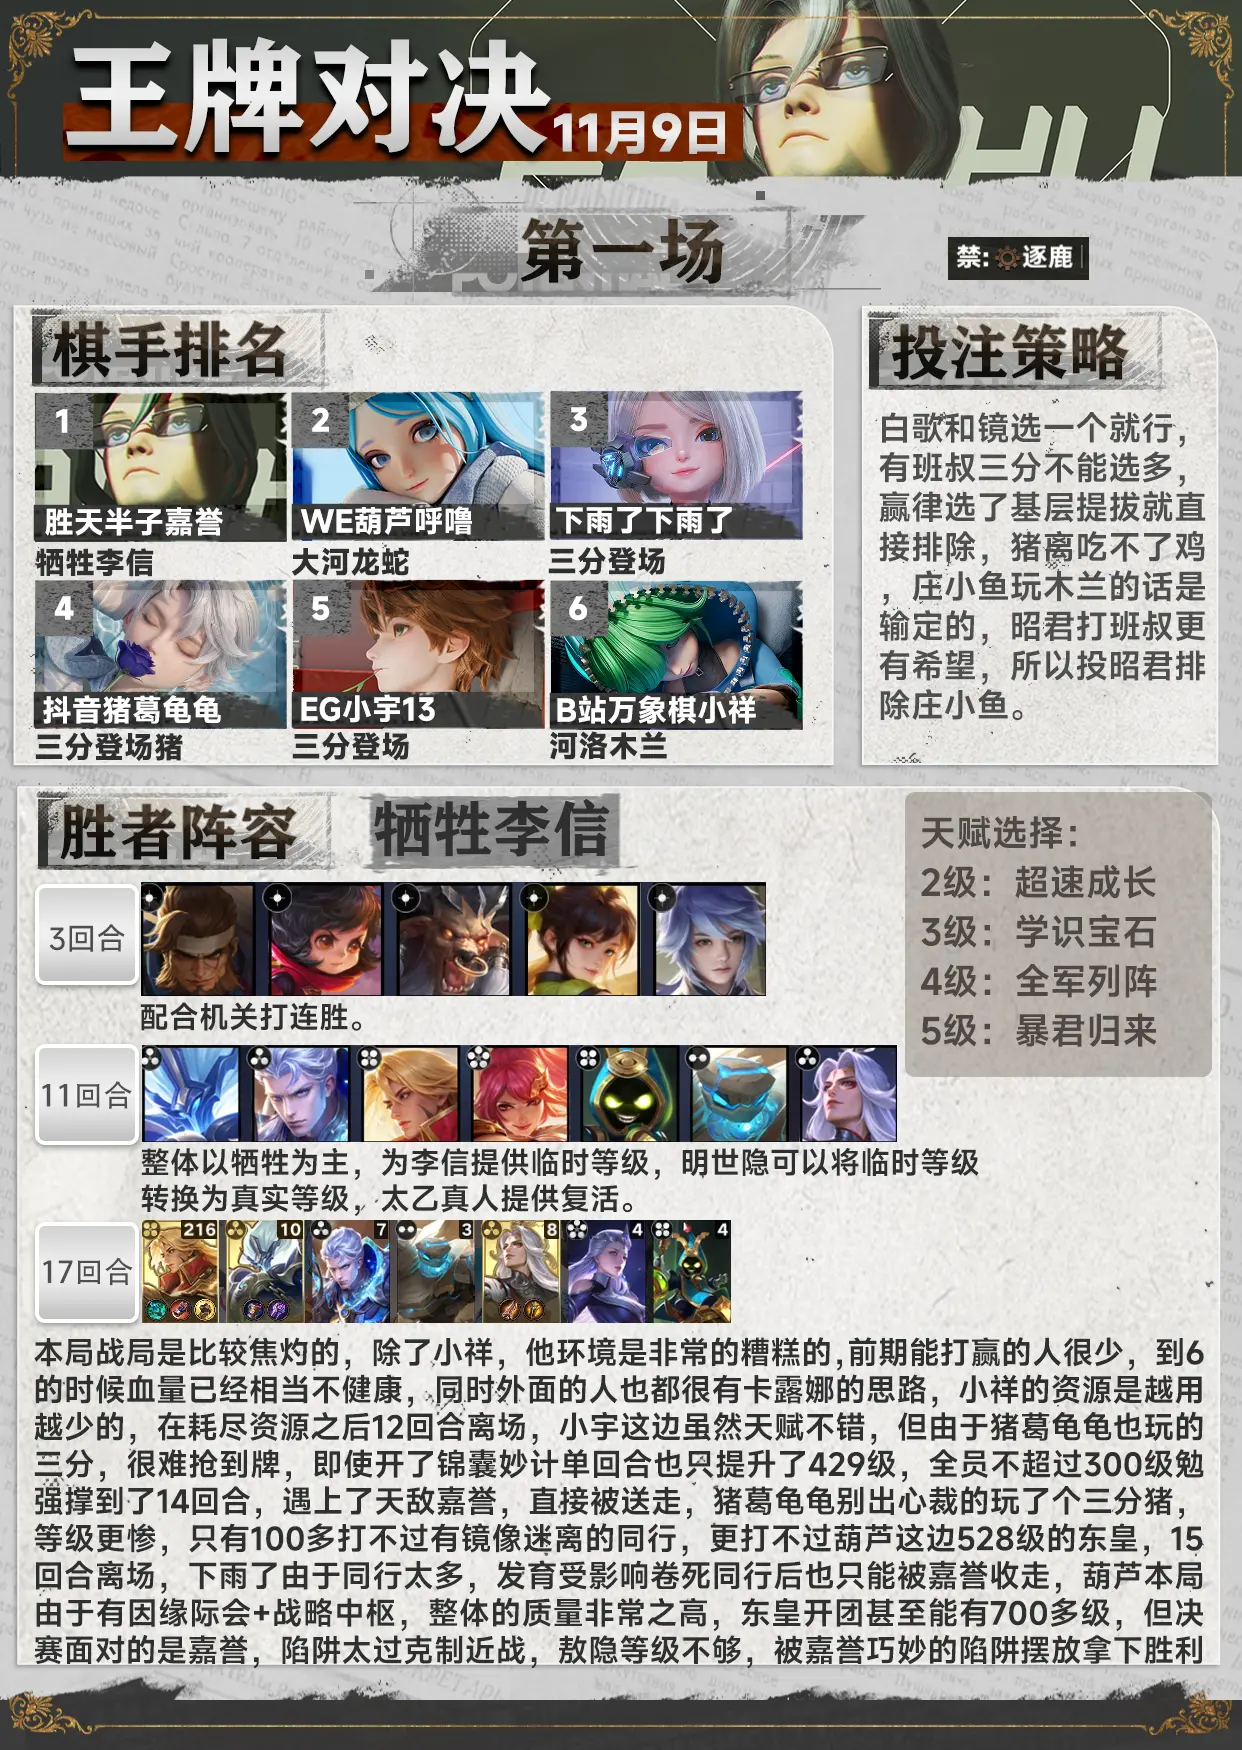 王牌对决
11月9日
第一场
禁:逐鹿
棋手排名
1
2
3
胜天半子嘉誉
WE葫芦呼噜
下雨了下雨了
牺牲李信
大河龙蛇
三分登场
4
5
6
抖音猪葛龟龟
EG小宇13
B站万象棋小祥
三分登场猪
三分登场
河洛木兰
投注策略
白歌和镜选一个就行，
有班叔三分不能选多，
赢律选了基层提拔就直
接排除，猪离吃不了鸡
，庄小鱼玩木兰的话是
输定的，昭君打班叔更
有希望，所以投昭君排
除庄小鱼。
胜者阵容
牺牲李信
天赋选择：
2级：超速成长
3级：学识宝石
4级：全军列阵
5级：暴君归来
3回合
配合机关打连胜。
11回合
整体以牺牲为主，为李信提供临时等级，明世隐可以将临时等级
转换为真实等级，太乙真人提供复活。
17回合
216
10
7
3
8
4
4
本局战局是比较焦灼的，除了小祥，他环境是非常的糟糕的,前期能打赢的人很少，到6
的时候血量已经相当不健康，同时外面的人也都很有卡露娜的思路，小祥的资源是越用
越少的，在耗尽资源之后12回合离场，小宇这边虽然天赋不错，但由于猪葛龟龟也玩的
三分，很难抢到牌，即使开了锦囊妙计单回合也只提升了429级，全员不超过300级勉
强撑到了14回合，遇上了天敌嘉誉，直接被送走，猪葛龟龟别出心裁的玩了个三分猪，
等级更惨，只有100多打不过有镜像迷离的同行，更打不过葫芦这边528级的东皇，15
回合离场，下雨了由于同行太多，发育受影响卷死同行后也只能被嘉誉收走，葫芦本局
由于有因缘际会+战略中枢，整体的质量非常之高，东皇开团甚至能有700多级，但决
赛面对的是嘉誉，陷阱太过克制近战，敖隐等级不够，被嘉誉巧妙的陷阱摆放拿下胜利